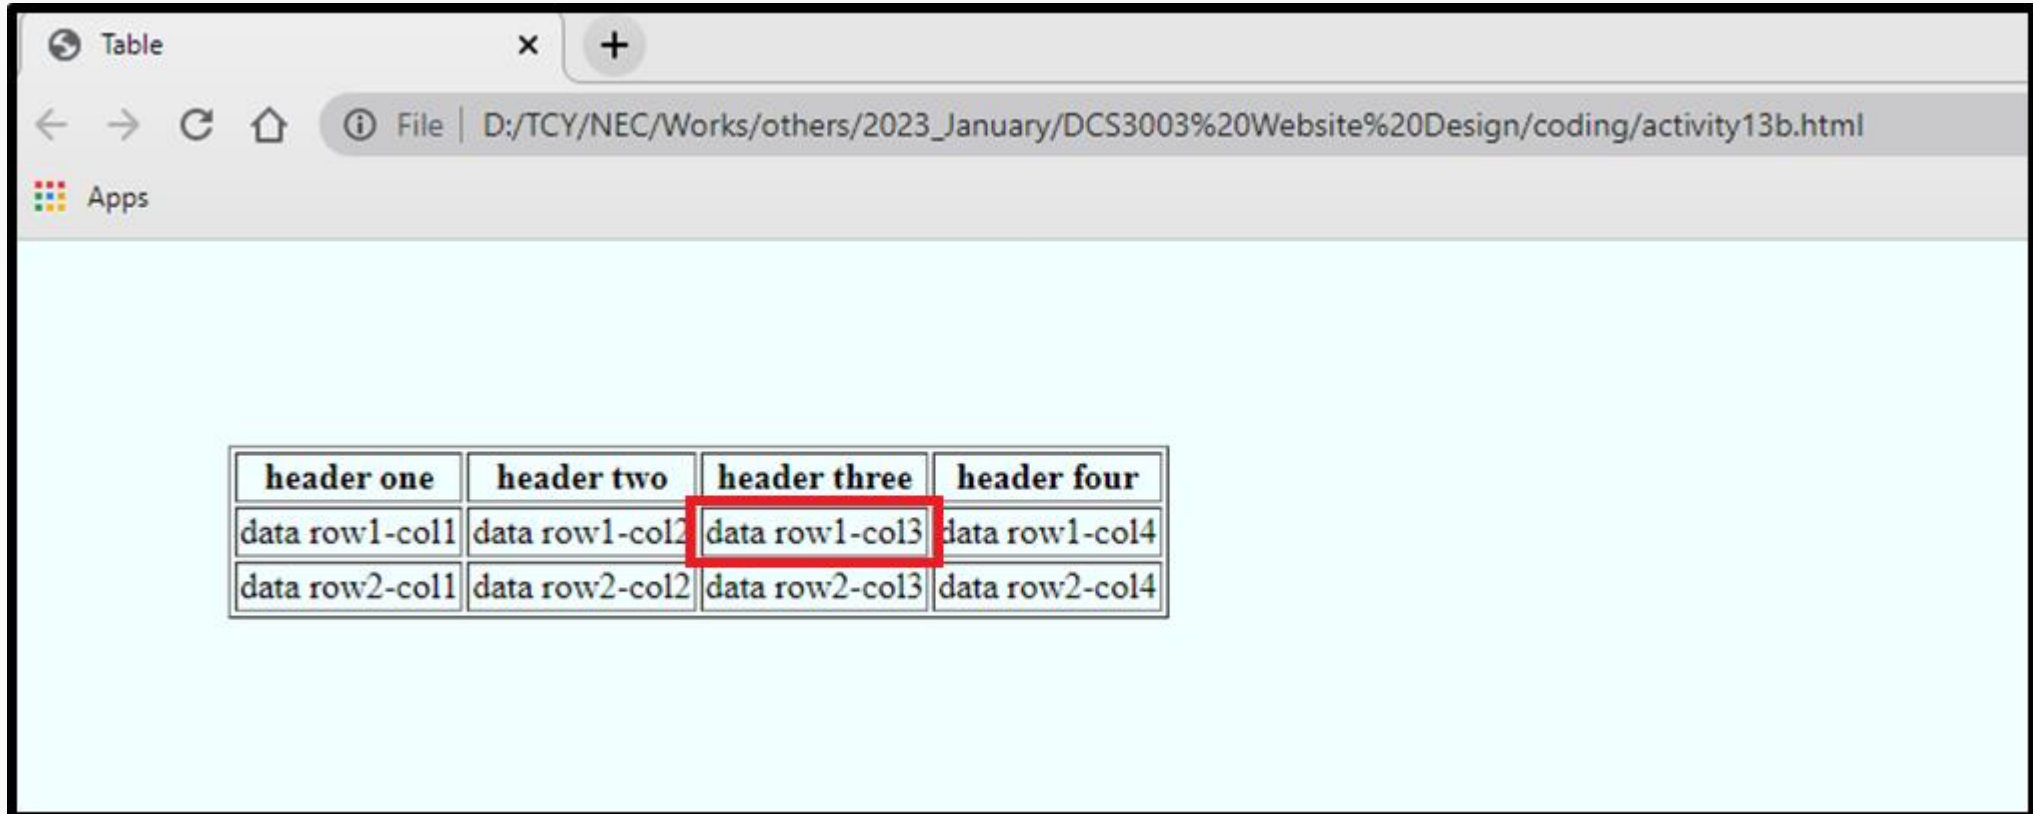 Table
File D:/TCY/NEC/Works/others/2023_January/DCS3003%20Website%20Design/coding/activity13b.html
Apps
header one header two header three header four
data row1-col1 data row1-col2 data row1-col3 data row1-col4
data row2-col1 data row2-col2 data row2-col3 data row2-col4